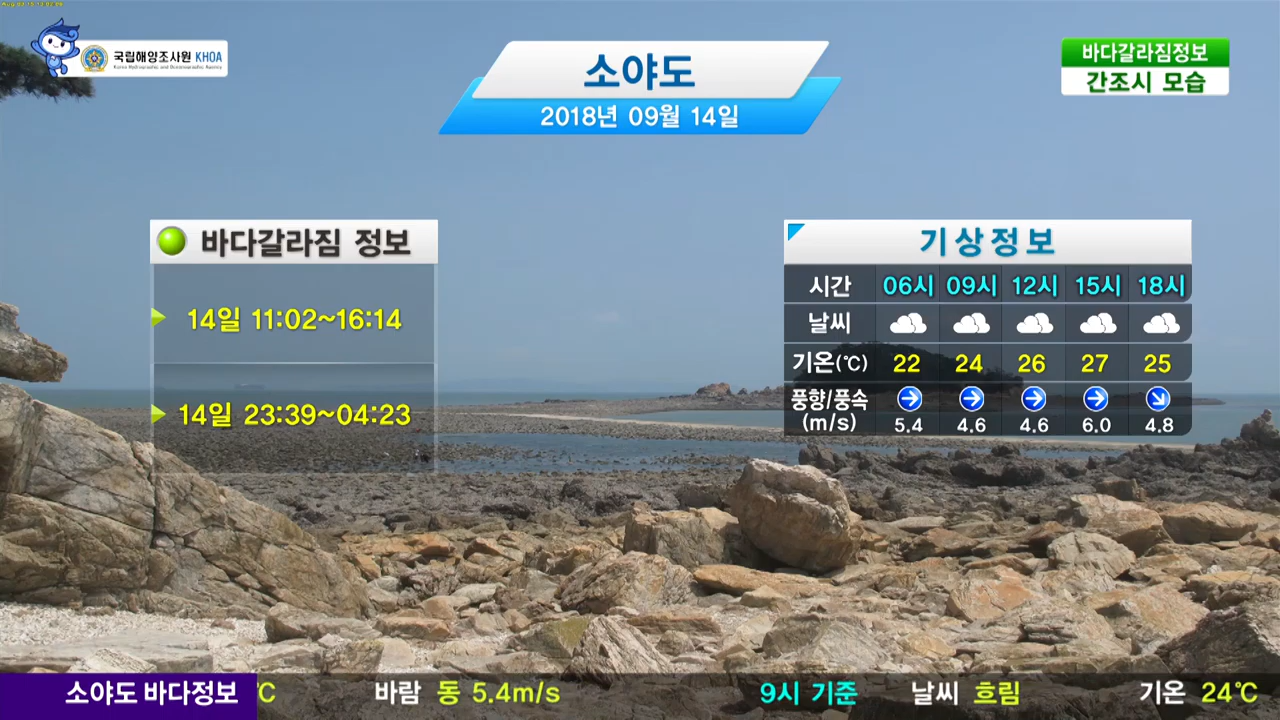 국립해양조사원 KHOA
Korea Hydrographic and Oceanographic Agency
소야도
2018년 09월 14일
바다갈라짐정보
간조시 모습
바다갈라짐 정보
14일 11:02~16:14
14일 23:39~04:23
기상정보
시간 06시 09시 12시 15시 18시
날씨
기온(℃) 22 24 26 27 25
풍향/풍속
(m/s) 5.4 4.6 4.6 6.0 4.8
소야도 바다정보 ℃ 바람 동 5.4m/s 9시 기준 날씨 흐림 기온 24℃